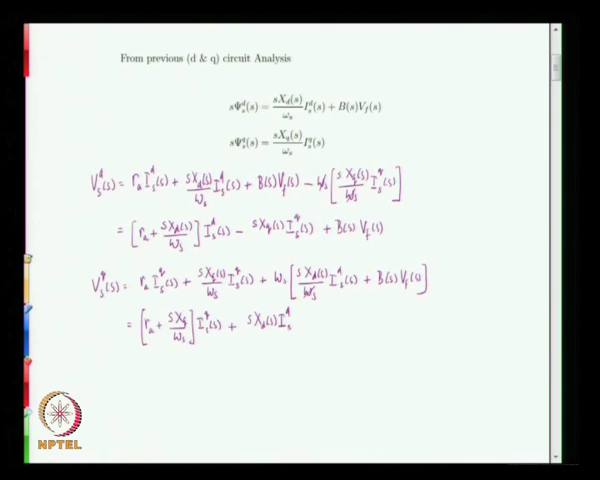 From previous (d & q) circuit Analysis
sΨ_s^d(s) = sX_d(s)/ω_s I_s^d(s) + B(s)V_f(s)
sΨ_s^q(s) = sX_q(s)/ω_s I_s^q(s)
V_s^d(s) = r_a I_s^d(s) + sX_d(s)/ω_s I_s^d(s) + B(s)V_f(s) − ω_s [sX_q(s)/ω_s I_s^q(s)]
= [r_a + sX_d(s)/ω_s] I_s^d(s) − sX_q(s) I_s^q(s) + B(s) V_f(s)
V_s^q(s) = r_a I_s^q(s) + sX_q(s)/ω_s I_s^q(s) + ω_s [sX_d(s)/ω_s I_s^d(s) + B(s) V_f(s)]
= [r_a + sX_q/ω_s] I_s^q(s) + sX_d(s) I_s^d
NPTEL